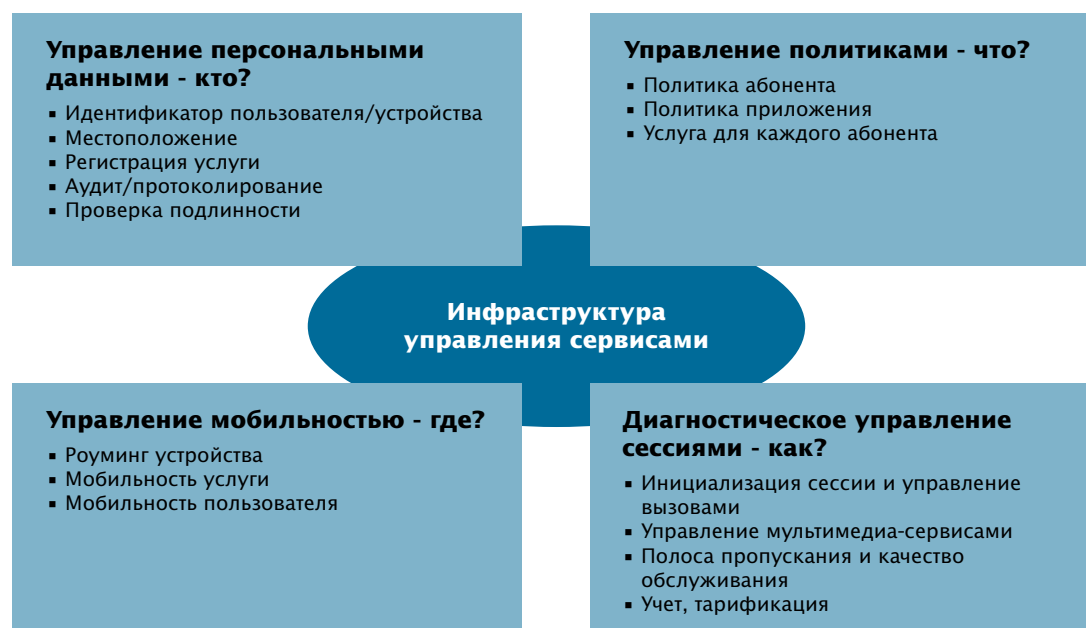 Управление персональными
данными - кто?
▪ Идентификатор пользователя/устройства
▪ Местоположение
▪ Регистрация услуги
▪ Аудит/протоколирование
▪ Проверка подлинности
Управление политиками - что?
▪ Политика абонента
▪ Политика приложения
▪ Услуга для каждого абонента
Инфраструктура
управления сервисами
Управление мобильностью - где?
▪ Роуминг устройства
▪ Мобильность услуги
▪ Мобильность пользователя
Диагностическое управление
сессиями - как?
▪ Инициализация сессии и управление
вызовами
▪ Управление мультимедиа-сервисами
▪ Полоса пропускания и качество
обслуживания
▪ Учет, тарификация